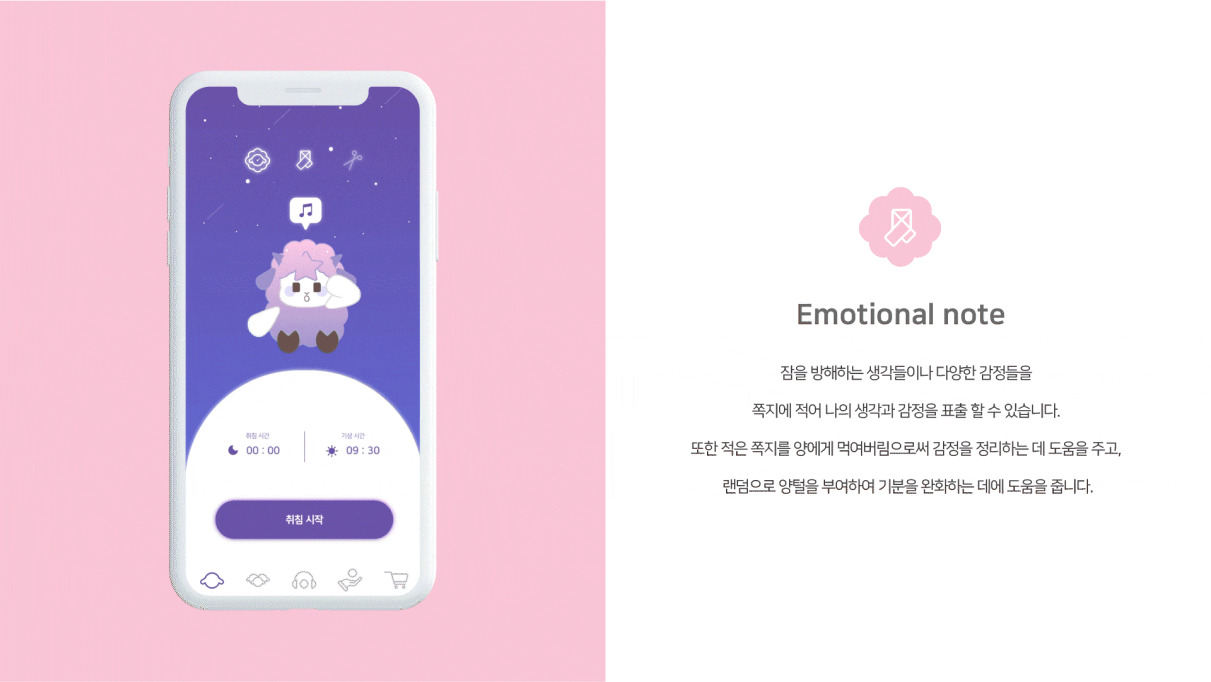 취침 시간
기상 시간
00 : 00
09 : 30
취침 시작
Emotional note
잠을 방해하는 생각들이나 다양한 감정들을
쪽지에 적어 나의 생각과 감정을 표출 할 수 있습니다.
또한 적은 쪽지를 양에게 먹여버림으로써 감정을 정리하는 데 도움을 주고,
랜덤으로 양털을 부여하여 기분을 완화하는 데에 도움을 줍니다.